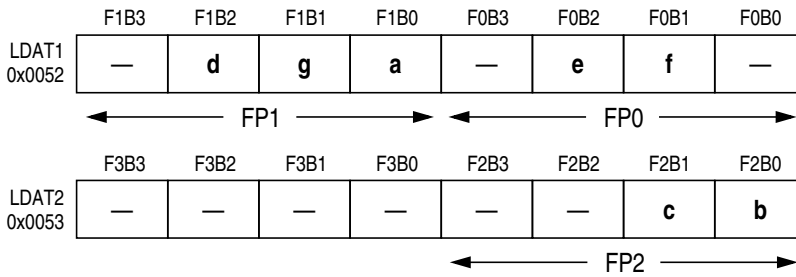 F1B3 F1B2 F1B1 F1B0 F0B3 F0B2 F0B1 F0B0
LDAT1
0x0052
— d g a — e f —
FP1 FP0
F3B3 F3B2 F3B1 F3B0 F2B3 F2B2 F2B1 F2B0
LDAT2
0x0053
— — — — — — c b
FP2